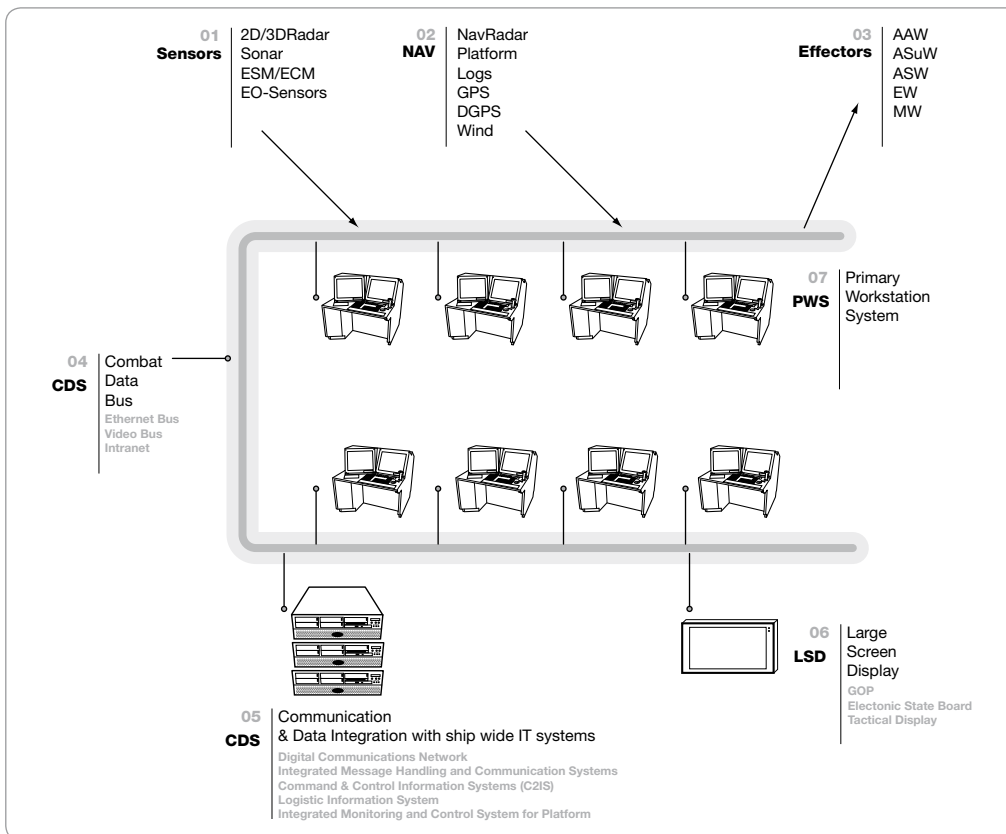 01
Sensors
2D/3DRadar
Sonar
ESM/ECM
EO-Sensors
02
NAV
NavRadar
Platform
Logs
GPS
DGPS
Wind
03
Effectors
AAW
ASuW
ASW
EW
MW
07
PWS
Primary
Workstation
System
04
CDS
Combat
Data
Bus
Ethernet Bus
Video Bus
Intranet
06
LSD
Large
Screen
Display
GOP
Electonic State Board
Tactical Display
05
CDS
Communication
& Data Integration with ship wide IT systems
Digital Communications Network
Integrated Message Handling and Communication Systems
Command & Control Information Systems (C2IS)
Logistic Information System
Integrated Monitoring and Control System for Platform